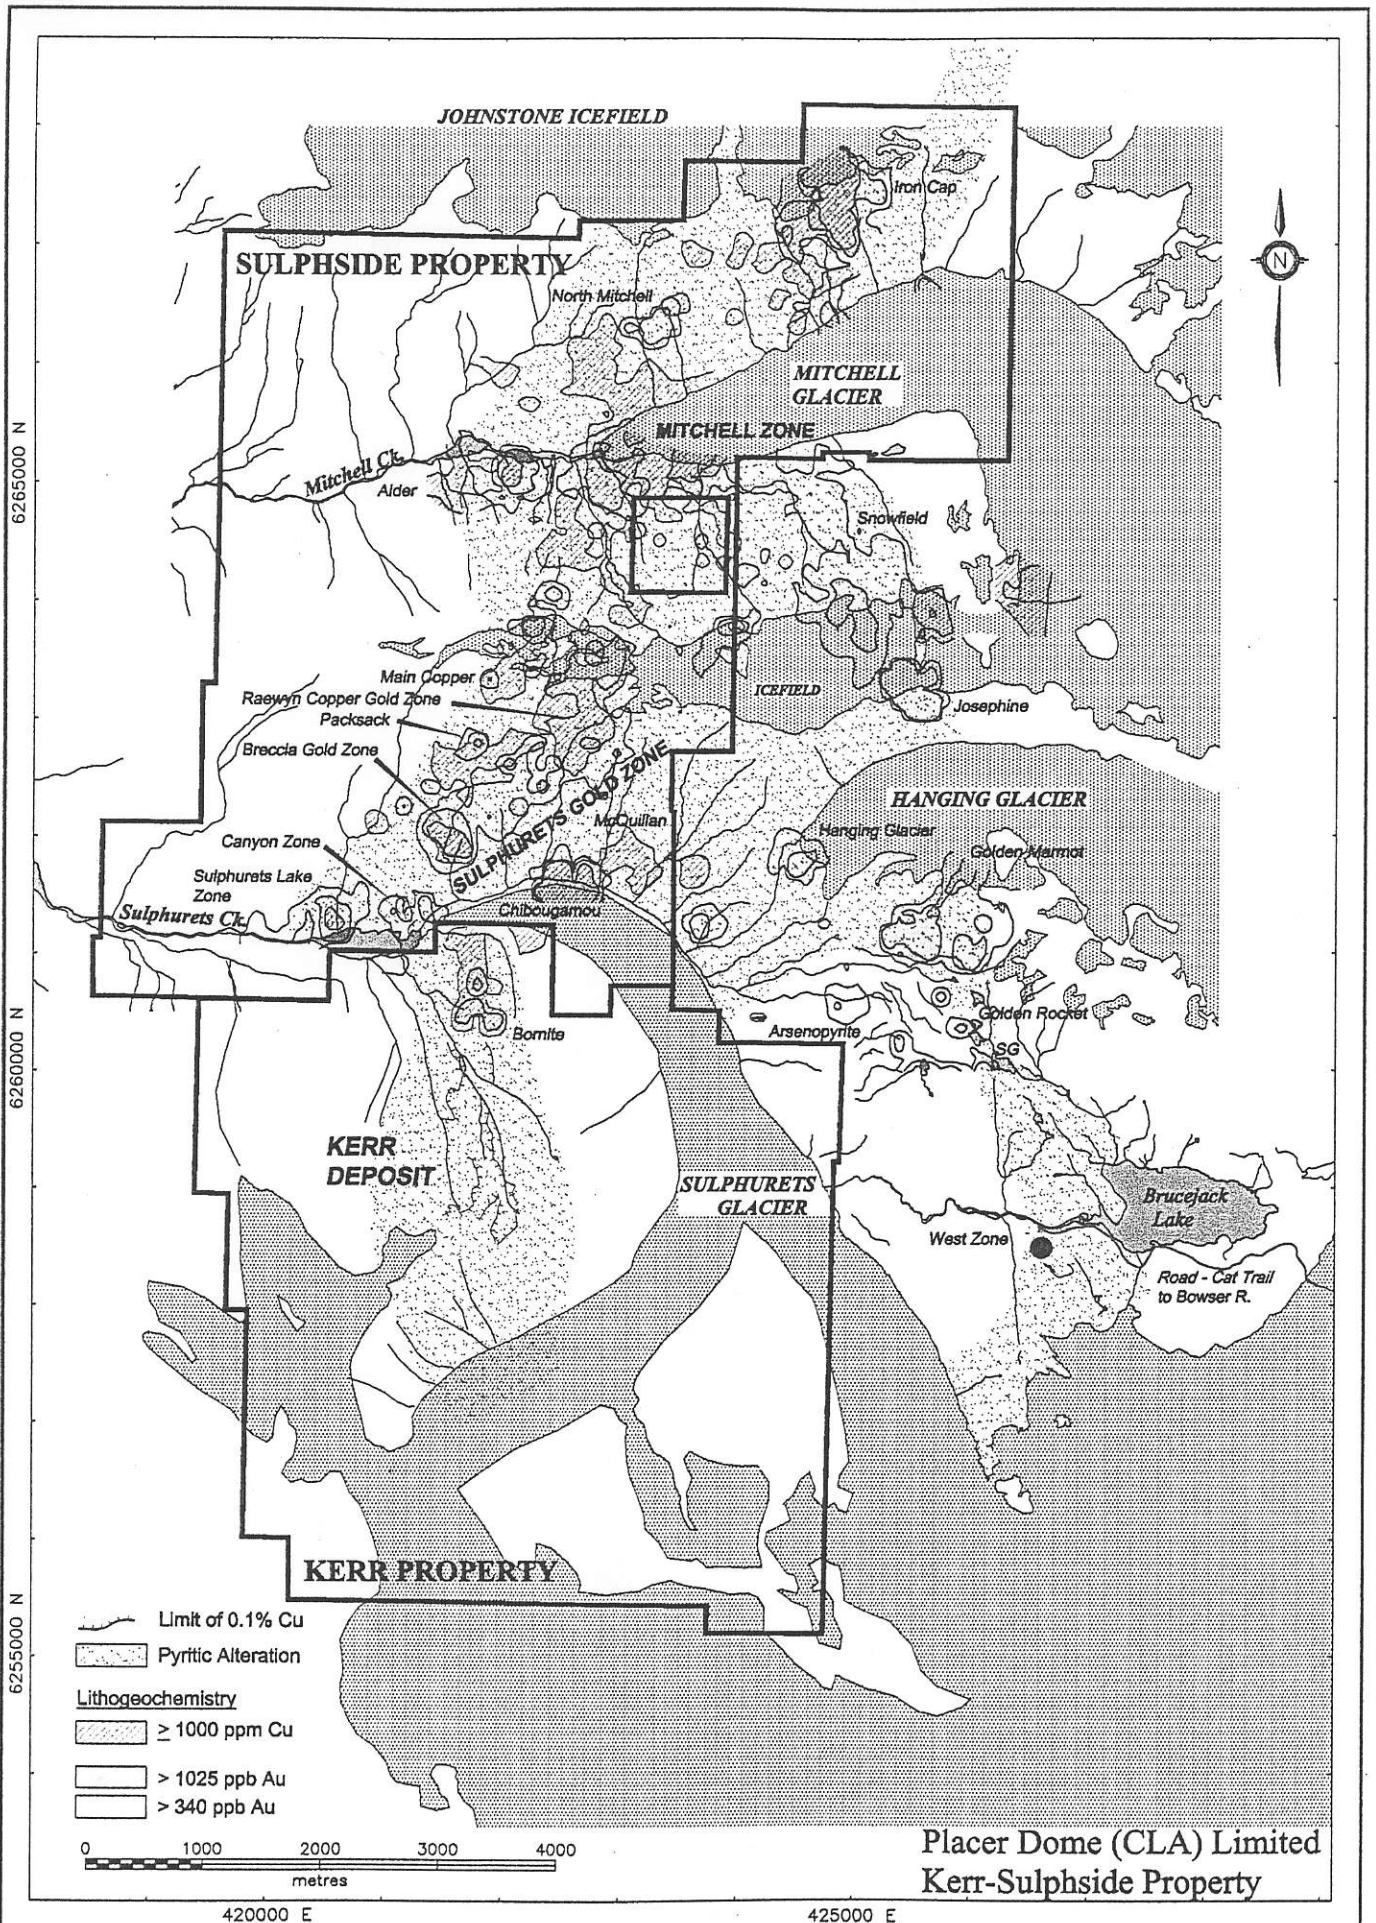 JOHNSTONE ICEFIELD
Iron Cap
SULPHSIDE PROPERTY
N
North Mitchell
MITCHELL
GLACIER
MITCHELL ZONE
6265000 N
Mitchell Ck.
Alder
Snowfield
Main Copper
Raewyn Copper Gold Zone
ICEFIELD
Josephine
Packsack
Breccia Gold Zone
SULPHURETS GOLD ZONE
HANGING GLACIER
McQuillan
Hanging Glacier
Canyon Zone
Golden Marmot
Sulphurets Lake
Zone
Sulphurets Ck.
Chibougamou
6260000 N
Bornite
Arsenopyrite
Golden Rocket
SG
KERR
DEPOSIT
SULPHURETS
GLACIER
Brucejack
Lake
West Zone
Road - Cat Trail
to Bowser R.
KERR PROPERTY
6255000 N
Limit of 0.1% Cu
Pyritic Alteration
Lithogeochemistry
≥ 1000 ppm Cu
> 1025 ppb Au
> 340 ppb Au
0 1000 2000 3000 4000
metres
Placer Dome (CLA) Limited
Kerr-Sulphside Property
420000 E
425000 E